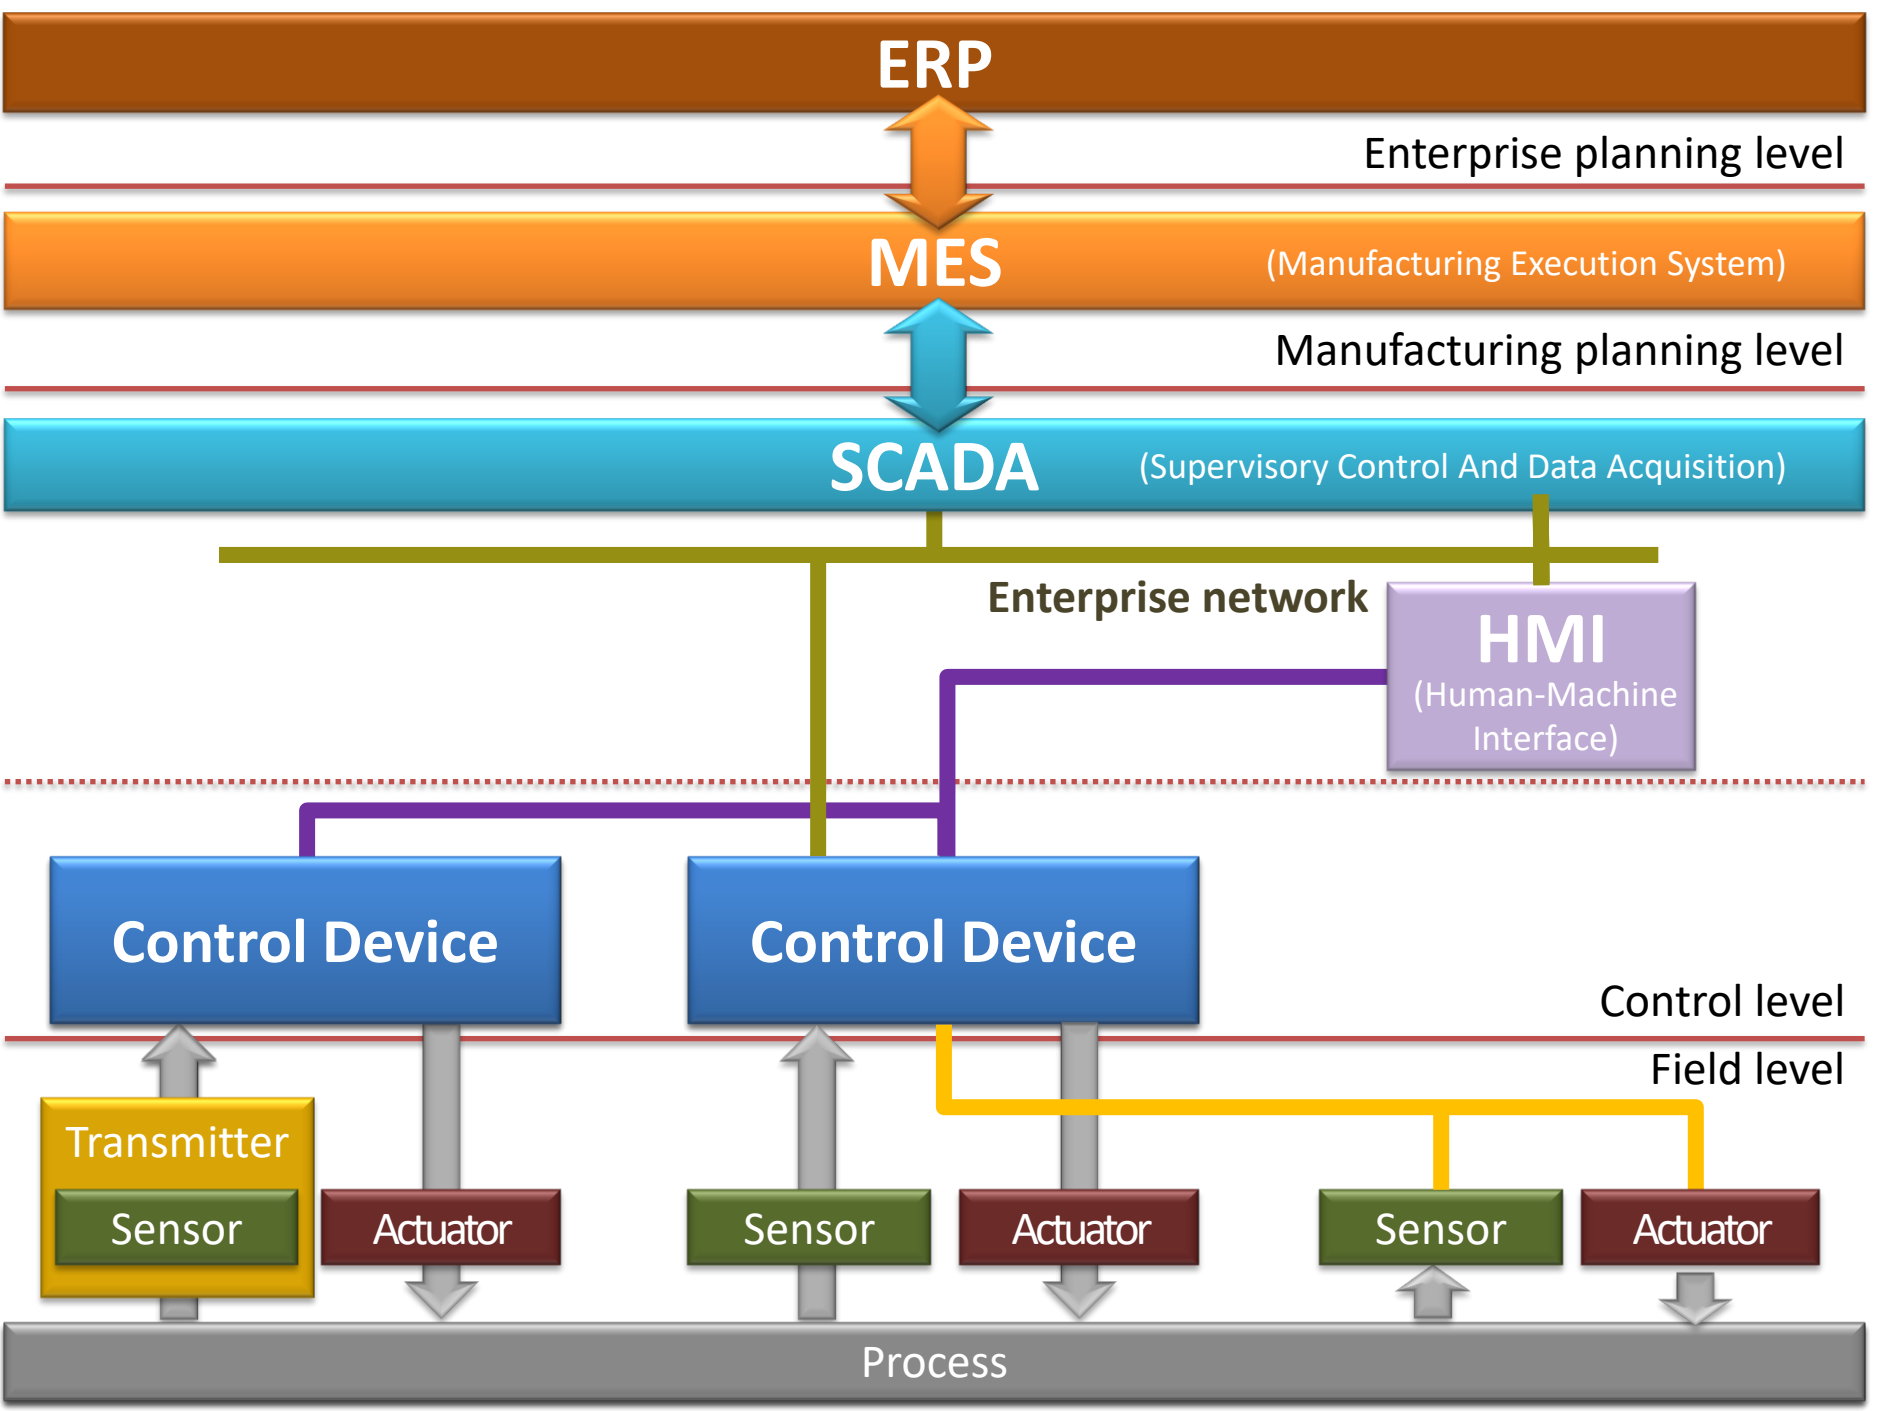 ERP
Enterprise planning level
MES (Manufacturing Execution System)
Manufacturing planning level
SCADA (Supervisory Control And Data Acquisition)
Enterprise network
HMI
(Human-Machine
Interface)
Control Device Control Device
Control level
Field level
Transmitter
Sensor Actuator Sensor Actuator Sensor Actuator
Process